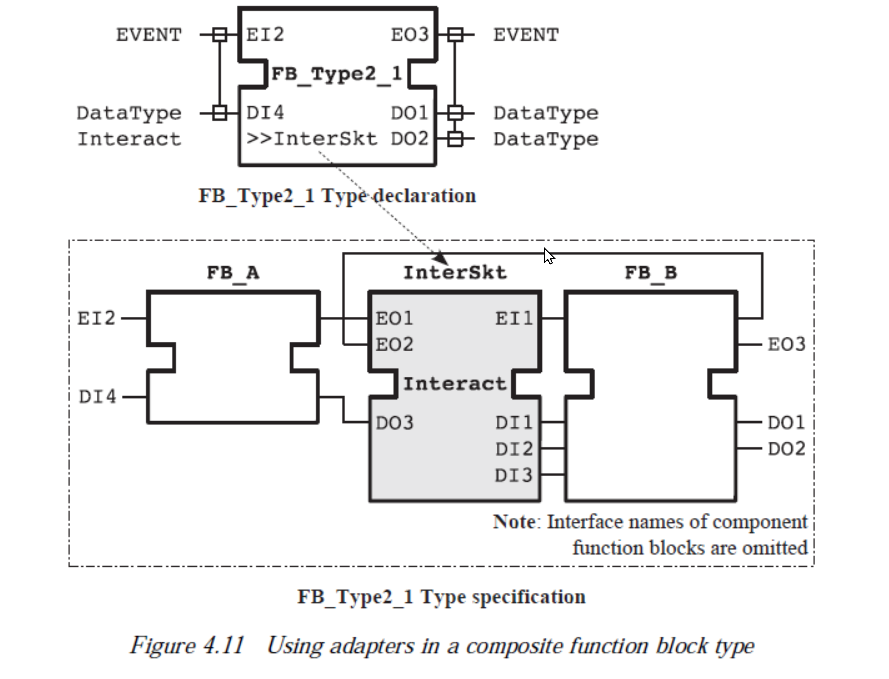 EVENT EI2 EO3 EVENT
FB_Type2_1
DataType DI4 DO1 DataType
Interact >>InterSkt DO2 DataType
FB_Type2_1 Type declaration
FB_A InterSkt FB_B
EI2 EO1 EI1
EO2 EO3
Interact
DI4
DO3 DI1 DO1
DI2 DO2
DI3
Note: Interface names of component
function blocks are omitted
FB_Type2_1 Type specification
Figure 4.11 Using adapters in a composite function block type